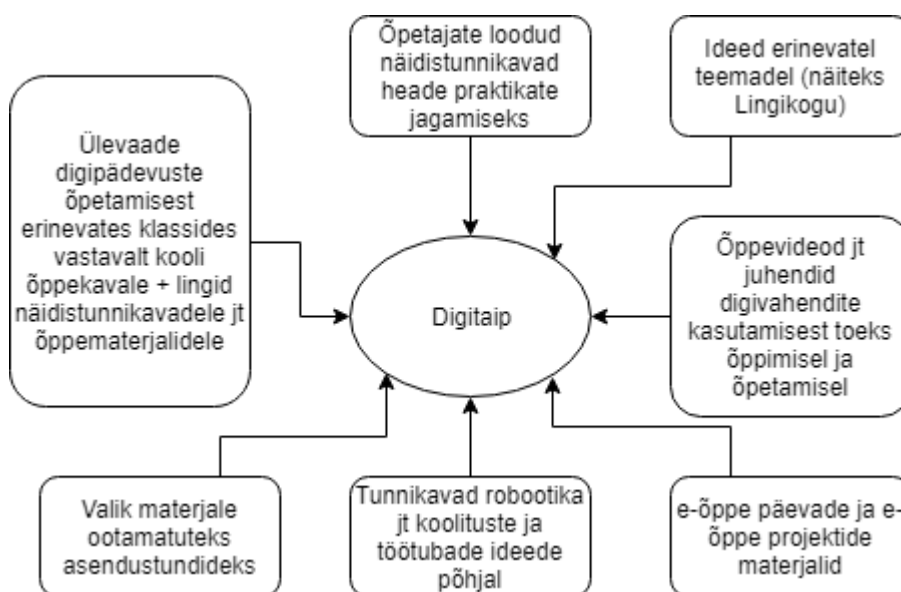 Õpetajate loodud
näidistunnikavad
heade praktikate
jagamiseks
Ideed erinevatel
teemadel (näiteks
Lingikogu)
Ülevaade
digipädevuste
õpetamisest
erinevates klassides
vastavalt kooli
õppekavale + lingid
näidistunnikavadele jt
õppematerjalidele
Digitaip
Õppevideod jt
juhendid
digivahendite
kasutamisest toeks
õppimisel ja
õpetamisel
Valik materjale
ootamatuteks
asendustundideks
Tunnikavad robootika
jt koolituste ja
töötubade ideede
põhjal
e-õppe päevade ja e-
õppe projektide
materjalid